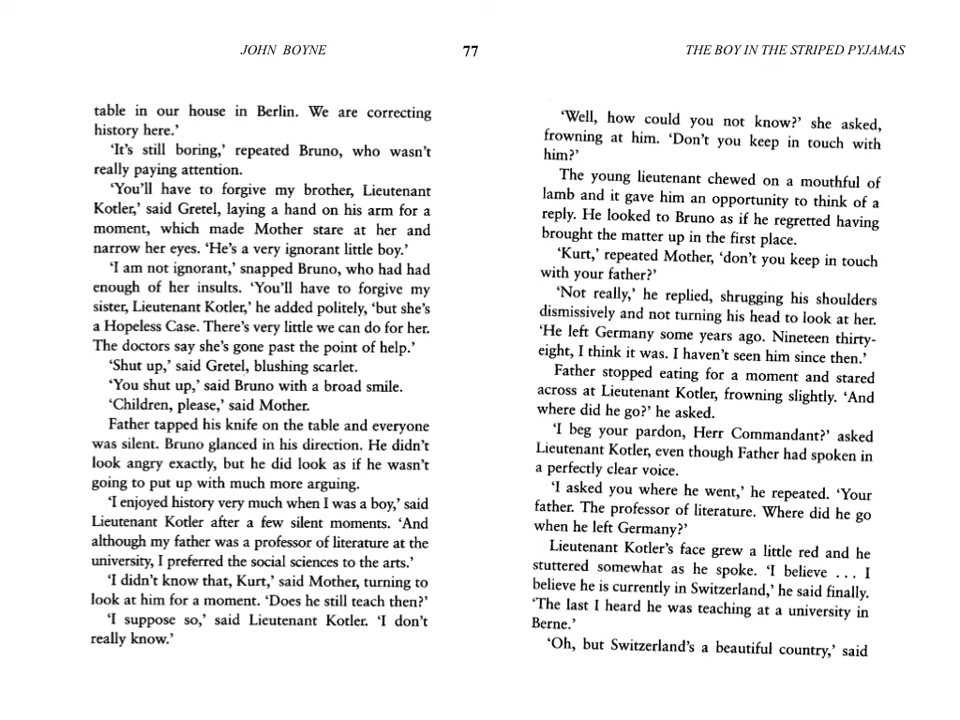 JOHN BOYNE
77
THE BOY IN THE STRIPED PYJAMAS
table in our house in Berlin. We are correcting
history here.’
‘It’s still boring,’ repeated Bruno, who wasn’t
really paying attention.
‘You’ll have to forgive my brother, Lieutenant
Kotler,’ said Gretel, laying a hand on his arm for a
moment, which made Mother stare at her and
narrow her eyes. ‘He’s a very ignorant little boy.’
‘I am not ignorant,’ snapped Bruno, who had had
enough of her insults. ‘You’ll have to forgive my
sister, Lieutenant Kotler,’ he added politely, ‘but she’s
a Hopeless Case. There’s very little we can do for her.
The doctors say she’s gone past the point of help.’
‘Shut up,’ said Gretel, blushing scarlet.
‘You shut up,’ said Bruno with a broad smile.
‘Children, please,’ said Mother.
Father tapped his knife on the table and everyone
was silent. Bruno glanced in his direction. He didn’t
look angry exactly, but he did look as if he wasn’t
going to put up with much more arguing.
‘I enjoyed history very much when I was a boy,’ said
Lieutenant Kotler after a few silent moments. ‘And
although my father was a professor of literature at the
university, I preferred the social sciences to the arts.’
‘I didn’t know that, Kurt,’ said Mother, turning to
look at him for a moment. ‘Does he still teach then?’
‘I suppose so,’ said Lieutenant Kotler. ‘I don’t
really know.’
‘Well, how could you not know?’ she asked,
frowning at him. ‘Don’t you keep in touch with
him?’
The young lieutenant chewed on a mouthful of
lamb and it gave him an opportunity to think of a
reply. He looked to Bruno as if he regretted having
brought the matter up in the first place.
‘Kurt,’ repeated Mother, ‘don’t you keep in touch
with your father?’
‘Not really,’ he replied, shrugging his shoulders
dismissively and not turning his head to look at her.
‘He left Germany some years ago. Nineteen thirty-
eight, I think it was. I haven’t seen him since then.’
Father stopped eating for a moment and stared
across at Lieutenant Kotler, frowning slightly. ‘And
where did he go?’ he asked.
‘I beg your pardon, Herr Commandant?’ asked
Lieutenant Kotler, even though Father had spoken in
a perfectly clear voice.
‘I asked you where he went,’ he repeated. ‘Your
father. The professor of literature. Where did he go
when he left Germany?’
Lieutenant Kotler’s face grew a little red and he
stuttered somewhat as he spoke. ‘I believe . . . I
believe he is currently in Switzerland,’ he said finally.
‘The last I heard he was teaching at a university in
Berne.’
‘Oh, but Switzerland’s a beautiful country,’ said